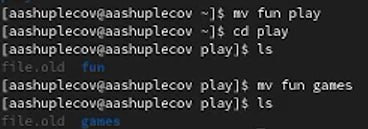 [aashuplecov@aashuplecov ~]$ mv fun play
[aashuplecov@aashuplecov ~]$ cd play
[aashuplecov@aashuplecov play]$ ls
file.old fun
[aashuplecov@aashuplecov play]$ mv fun games
[aashuplecov@aashuplecov play]$ ls
file.old games